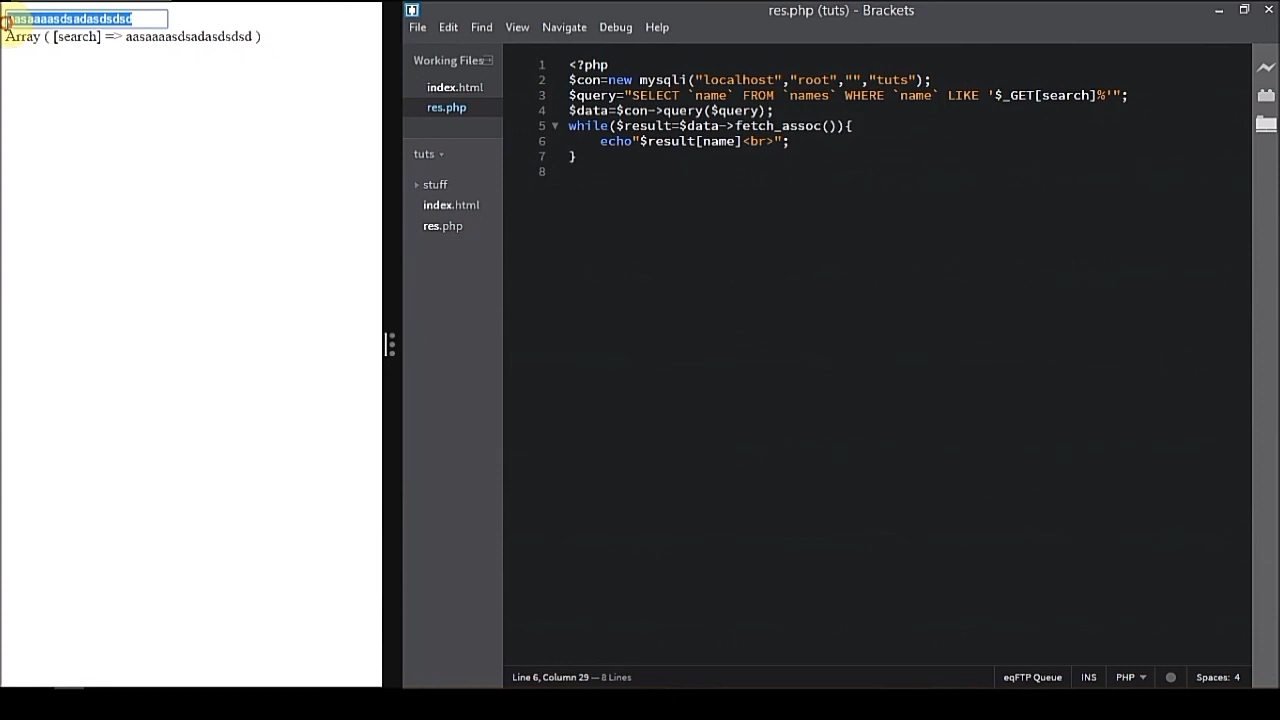 aasaaaasdsadasdsdsd
Array ( [search] => aasaaaasdsadasdsdsd )
res.php (tuts) - Brackets
File Edit Find View Navigate Debug Help
Working Files
index.html
res.php
tuts
stuff
index.html
res.php
1 <?php
2 $con=new mysqli("localhost","root","","tuts");
3 $query="SELECT `name` FROM `names` WHERE `name` LIKE '$_GET[search]%'";
4 $data=$con->query($query);
5 while($result=$data->fetch_assoc()){
6 echo"$result[name]<br>";
7 }
8
Line 6, Column 29 — 8 Lines
eqFTP Queue INS PHP Spaces: 4